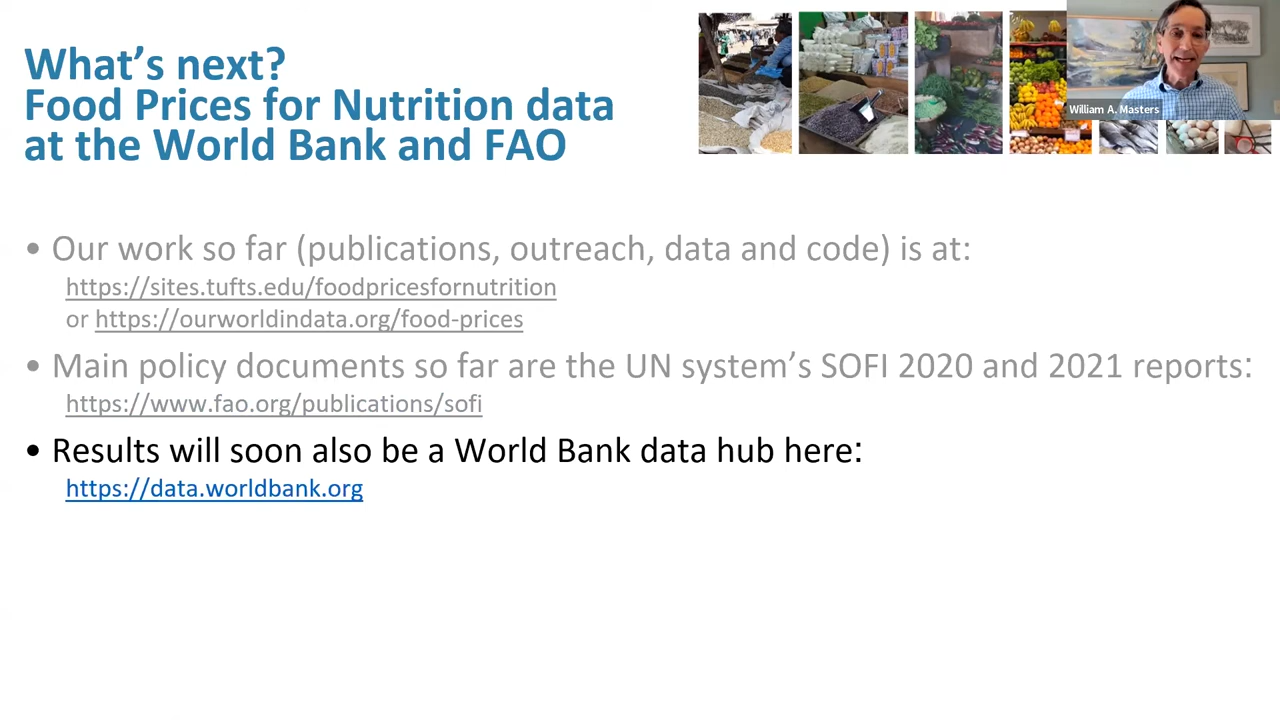 What's next?
Food Prices for Nutrition data
at the World Bank and FAO
William A. Masters
• Our work so far (publications, outreach, data and code) is at:
https://sites.tufts.edu/foodpricesfornutrition
or https://ourworldindata.org/food-prices
• Main policy documents so far are the UN system's SOFI 2020 and 2021 reports:
https://www.fao.org/publications/sofi
• Results will soon also be a World Bank data hub here:
https://data.worldbank.org